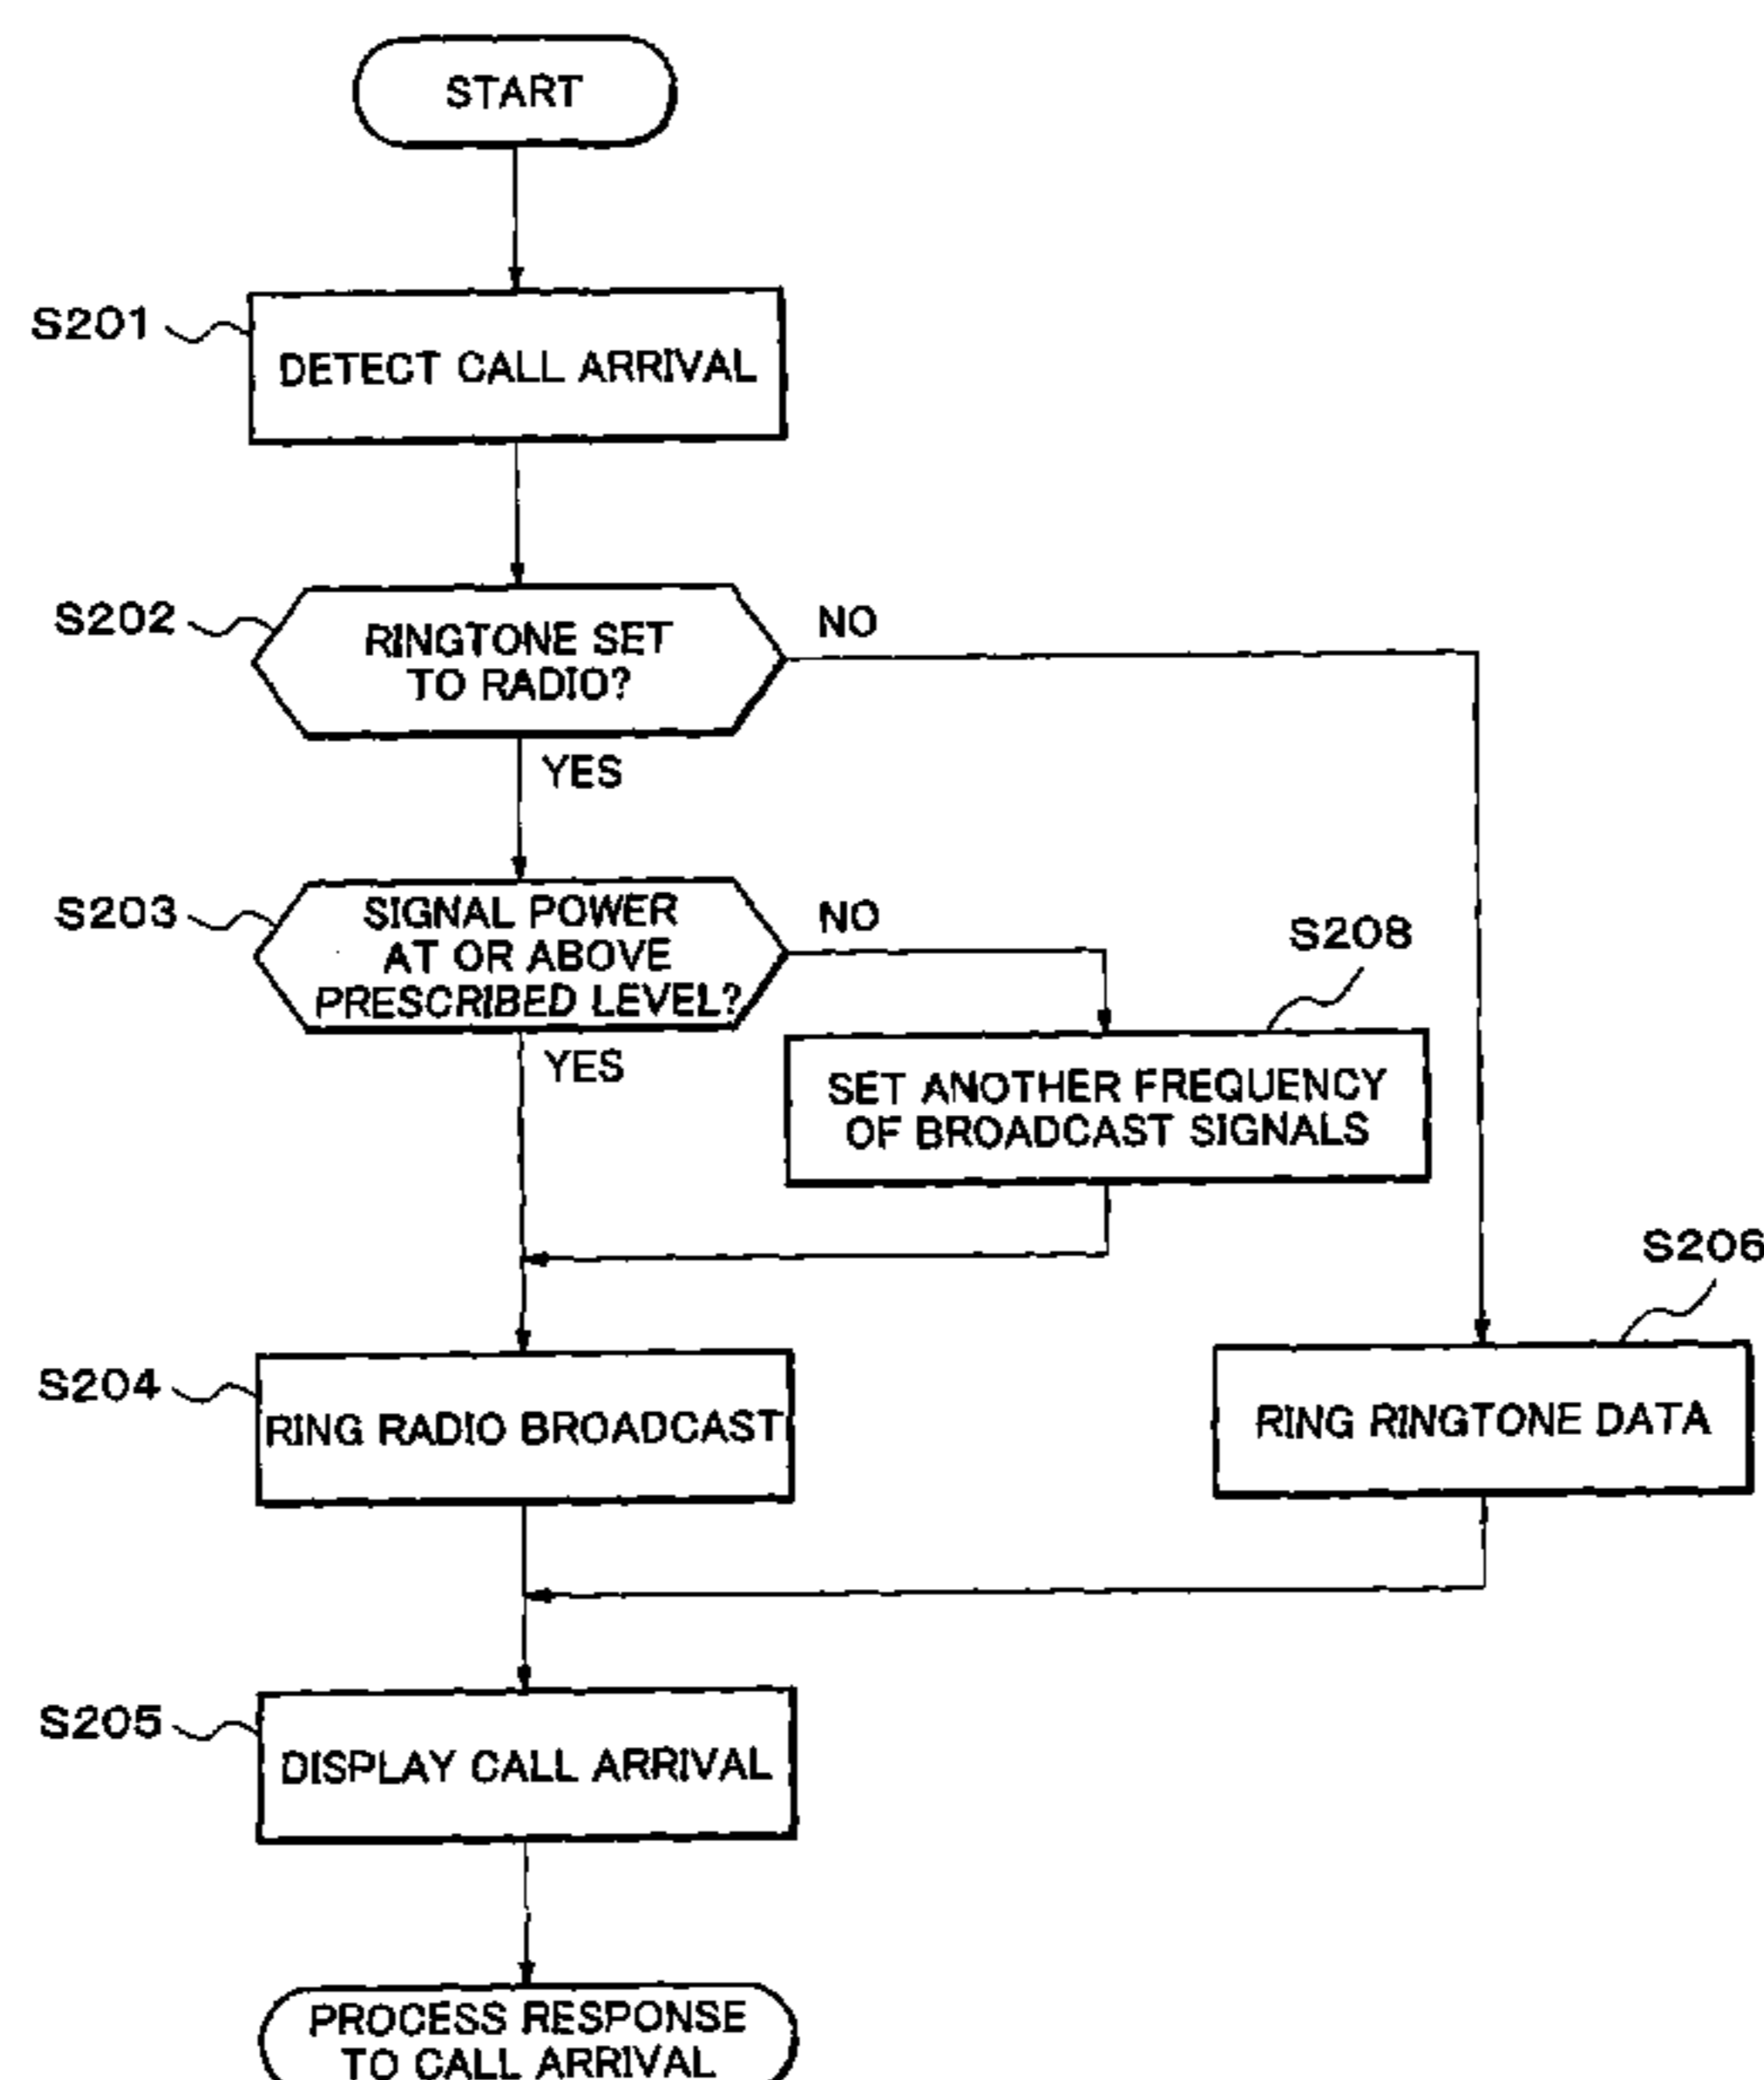 START
S201
DETECT CALL ARRIVAL
S202
RINGTONE SET
TO RADIO?
NO
YES
S203
SIGNAL POWER
AT OR ABOVE
PRESCRIBED LEVEL?
NO
YES
S208
SET ANOTHER FREQUENCY
OF BROADCAST SIGNALS
S204
RING RADIO BROADCAST
S206
RING RINGTONE DATA
S205
DISPLAY CALL ARRIVAL
PROCESS RESPONSE
TO CALL ARRIVAL